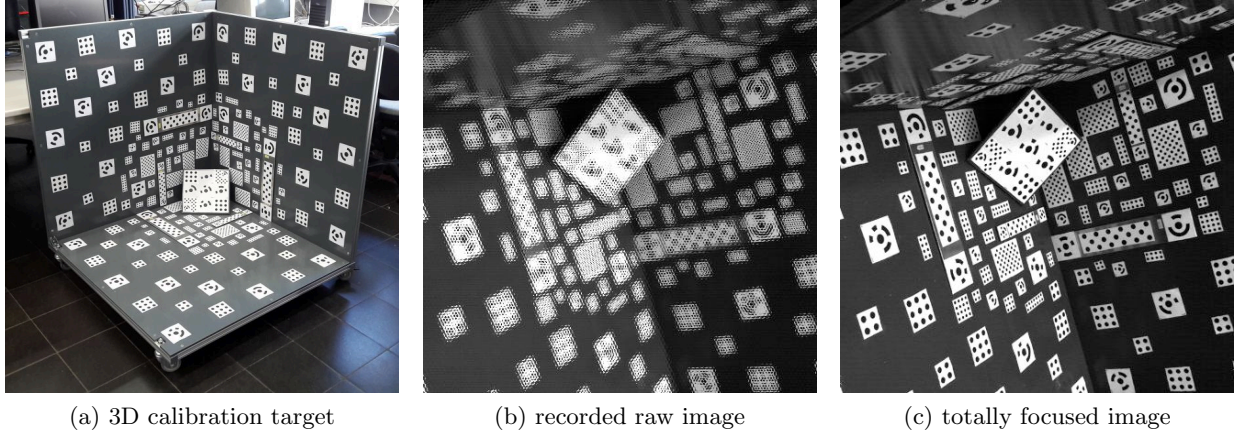 (a) 3D calibration target
(b) recorded raw image
(c) totally focused image